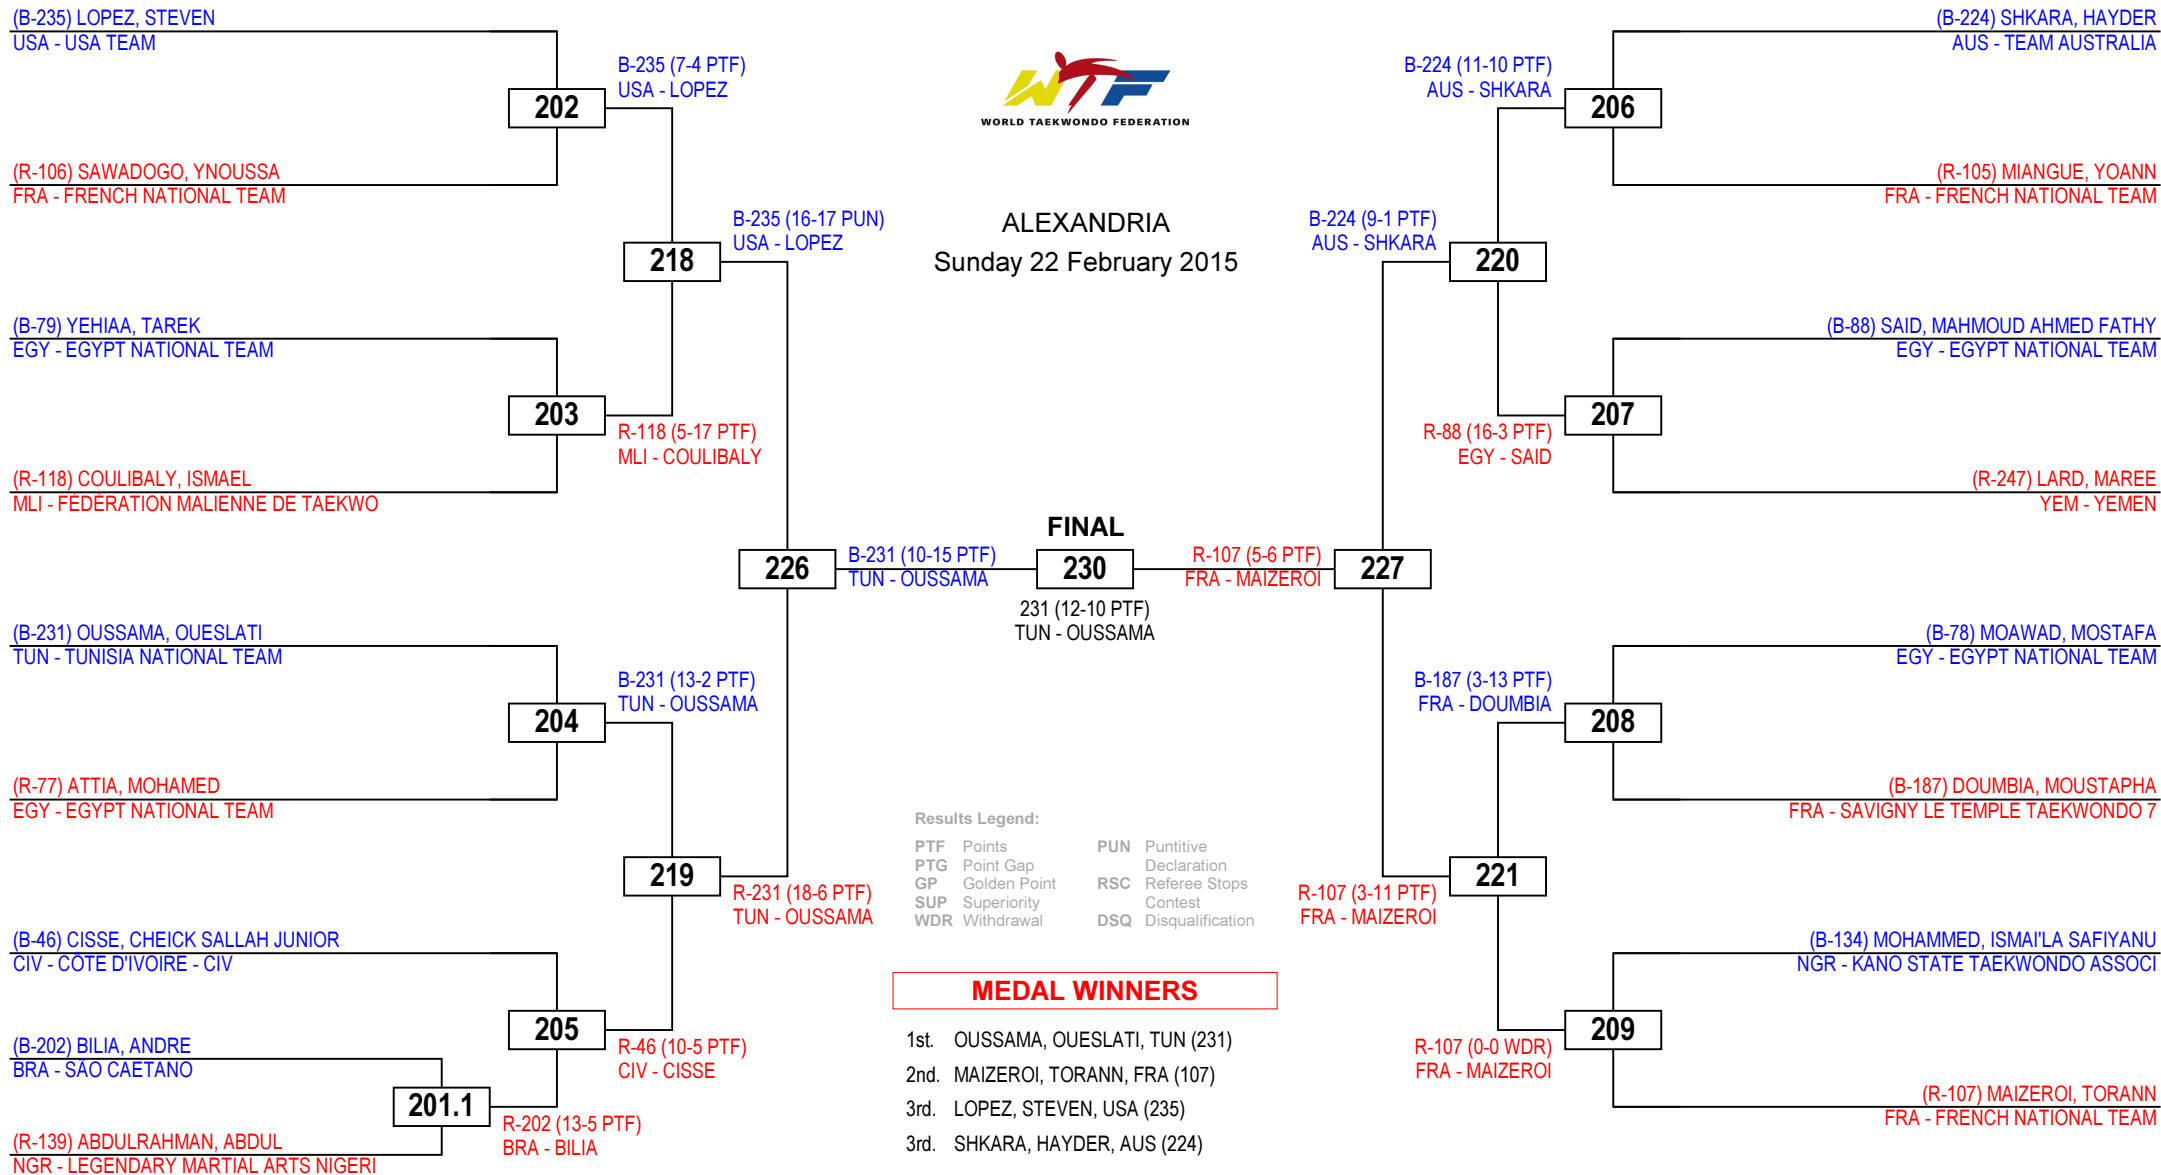 (B-235) LOPEZ, STEVEN
USA - USA TEAM
B-235 (7-4 PTF)
USA - LOPEZ
202
(R-106) SAWADOGO, YNOUSSA
FRA - FRENCH NATIONAL TEAM
B-235 (16-17 PUN)
USA - LOPEZ
218
(B-79) YEHIAA, TAREK
EGY - EGYPT NATIONAL TEAM
203
R-118 (5-17 PTF)
MLI - COULIBALY
(R-118) COULIBALY, ISMAEL
MLI - FÉDÉRATION MALIENNE DE TAEKWO
226
B-231 (10-15 PTF)
TUN - OUSSAMA
(B-231) OUSSAMA, OUESLATI
TUN - TUNISIA NATIONAL TEAM
B-231 (13-2 PTF)
TUN - OUSSAMA
204
(R-77) ATTIA, MOHAMED
EGY - EGYPT NATIONAL TEAM
219
R-231 (18-6 PTF)
TUN - OUSSAMA
(B-46) CISSE, CHEICK SALLAH JUNIOR
CIV - CÔTE D'IVOIRE - CIV
205
R-46 (10-5 PTF)
CIV - CISSE
(B-202) BILIA, ANDRE
BRA - SÃO CAETANO
201.1
R-202 (13-5 PTF)
BRA - BILIA
(R-139) ABDULRAHMAN, ABDUL
NGR - LEGENDARY MARTIAL ARTS NIGERI
WTF
WORLD TAEKWONDO FEDERATION
ALEXANDRIA
Sunday 22 February 2015
FINAL
230
231 (12-10 PTF)
TUN - OUSSAMA
Results Legend:
PTF Points
PTG Point Gap
GP Golden Point
SUP Superiority
WDR Withdrawal
PUN Puntitive
Declaration
RSC Referee Stops
Contest
DSQ Disqualification
MEDAL WINNERS
1st. OUSSAMA, OUESLATI, TUN (231)
2nd. MAIZEROI, TORANN, FRA (107)
3rd. LOPEZ, STEVEN, USA (235)
3rd. SHKARA, HAYDER, AUS (224)
(B-224) SHKARA, HAYDER
AUS - TEAM AUSTRALIA
B-224 (11-10 PTF)
AUS - SHKARA
206
(R-105) MIANGUE, YOANN
FRA - FRENCH NATIONAL TEAM
B-224 (9-1 PTF)
AUS - SHKARA
220
(B-88) SAID, MAHMOUD AHMED FATHY
EGY - EGYPT NATIONAL TEAM
207
R-88 (16-3 PTF)
EGY - SAID
(R-247) LARD, MAREE
YEM - YEMEN
R-107 (5-6 PTF)
FRA - MAIZEROI
227
(B-78) MOAWAD, MOSTAFA
EGY - EGYPT NATIONAL TEAM
B-187 (3-13 PTF)
FRA - DOUMBIA
208
(B-187) DOUMBIA, MOUSTAPHA
FRA - SAVIGNY LE TEMPLE TAEKWONDO 7
221
R-107 (3-11 PTF)
FRA - MAIZEROI
(B-134) MOHAMMED, ISMAI'LA SAFIYANU
NGR - KANO STATE TAEKWONDO ASSOCI
209
R-107 (0-0 WDR)
FRA - MAIZEROI
(R-107) MAIZEROI, TORANN
FRA - FRENCH NATIONAL TEAM